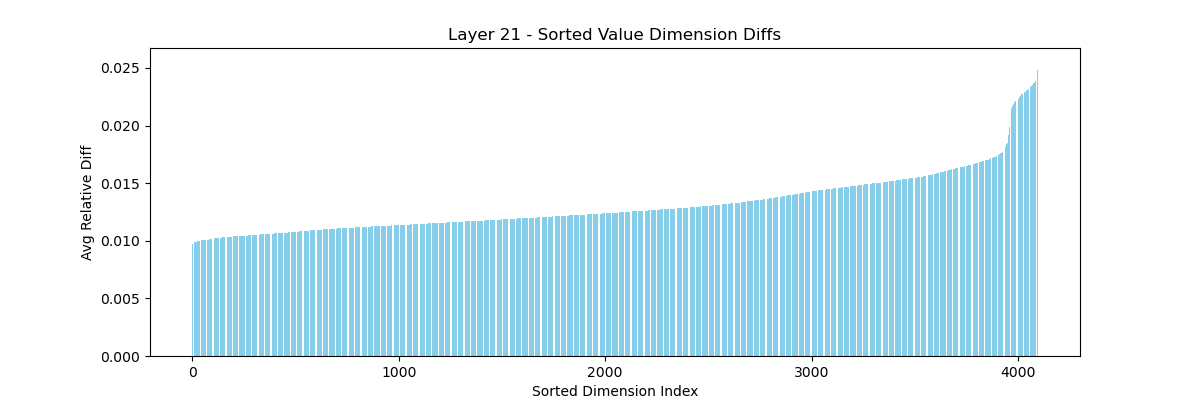 Layer 21 - Sorted Value Dimension Diffs
Avg Relative Diff
0.025
0.020
0.015
0.010
0.005
0.000
0 1000 2000 3000 4000
Sorted Dimension Index